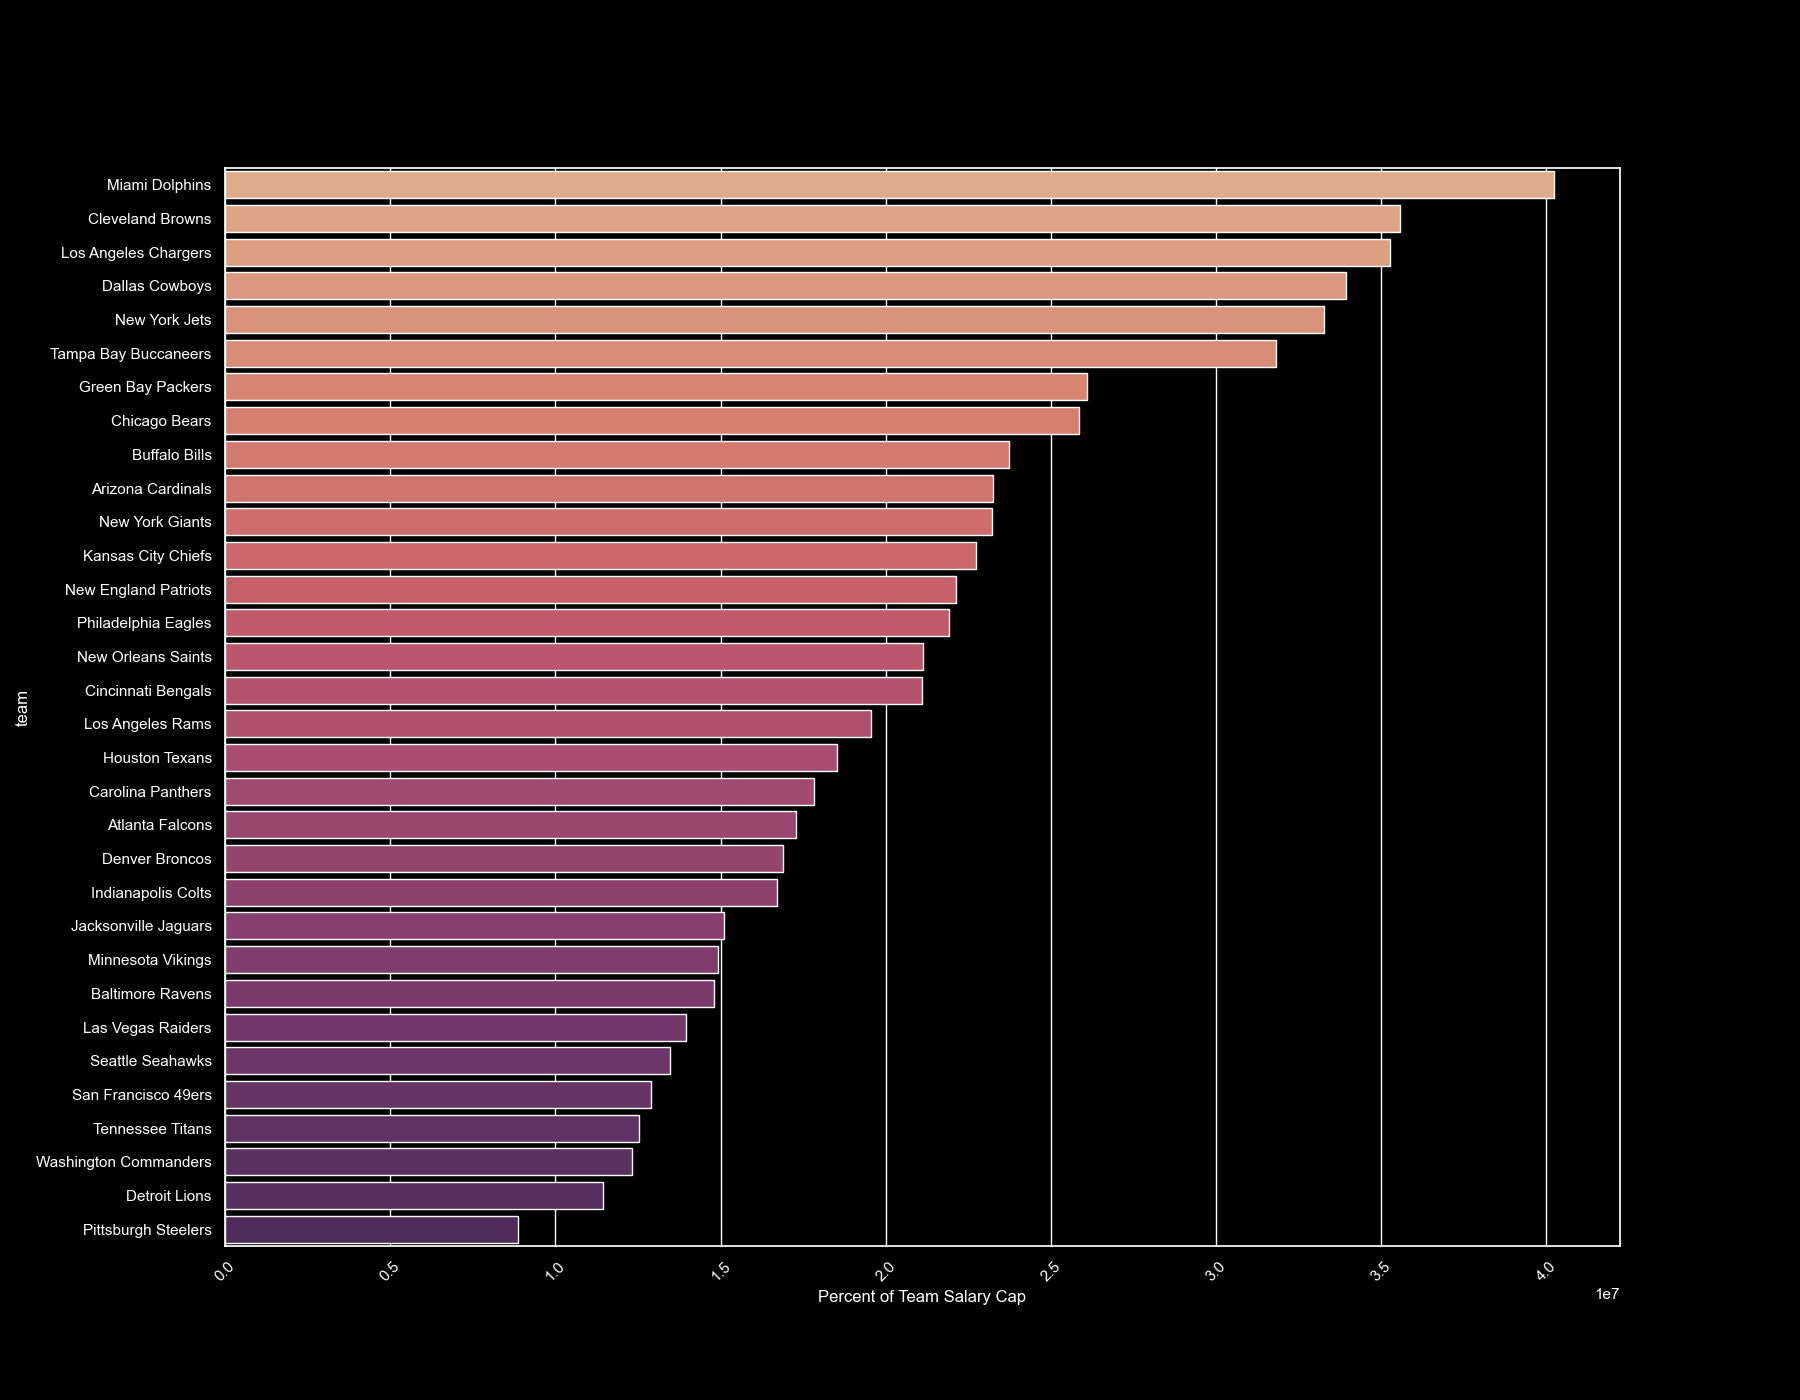 Miami Dolphins
Cleveland Browns
Los Angeles Chargers
Dallas Cowboys
New York Jets
Tampa Bay Buccaneers
Green Bay Packers
Chicago Bears
Buffalo Bills
Arizona Cardinals
New York Giants
Kansas City Chiefs
New England Patriots
Philadelphia Eagles
New Orleans Saints
Cincinnati Bengals
Los Angeles Rams
Houston Texans
Carolina Panthers
Atlanta Falcons
Denver Broncos
Indianapolis Colts
Jacksonville Jaguars
Minnesota Vikings
Baltimore Ravens
Las Vegas Raiders
Seattle Seahawks
San Francisco 49ers
Tennessee Titans
Washington Commanders
Detroit Lions
Pittsburgh Steelers
team
0.0 0.5 1.0 1.5 2.0 2.5 3.0 3.5 4.0
1e7
Percent of Team Salary Cap